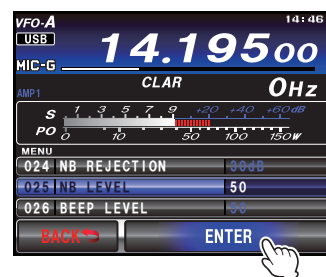 VFO-A 14:46
USB 14.19500
MIC-G
CLAR 0Hz
AMP1
S 1 3 5 7 9 +20 +40 +60dB
PO 0 10 50 100 150W
MENU
024 NB REJECTION 30dB
025 NB LEVEL 50
026 BEEP LEVEL 50
BACK ENTER